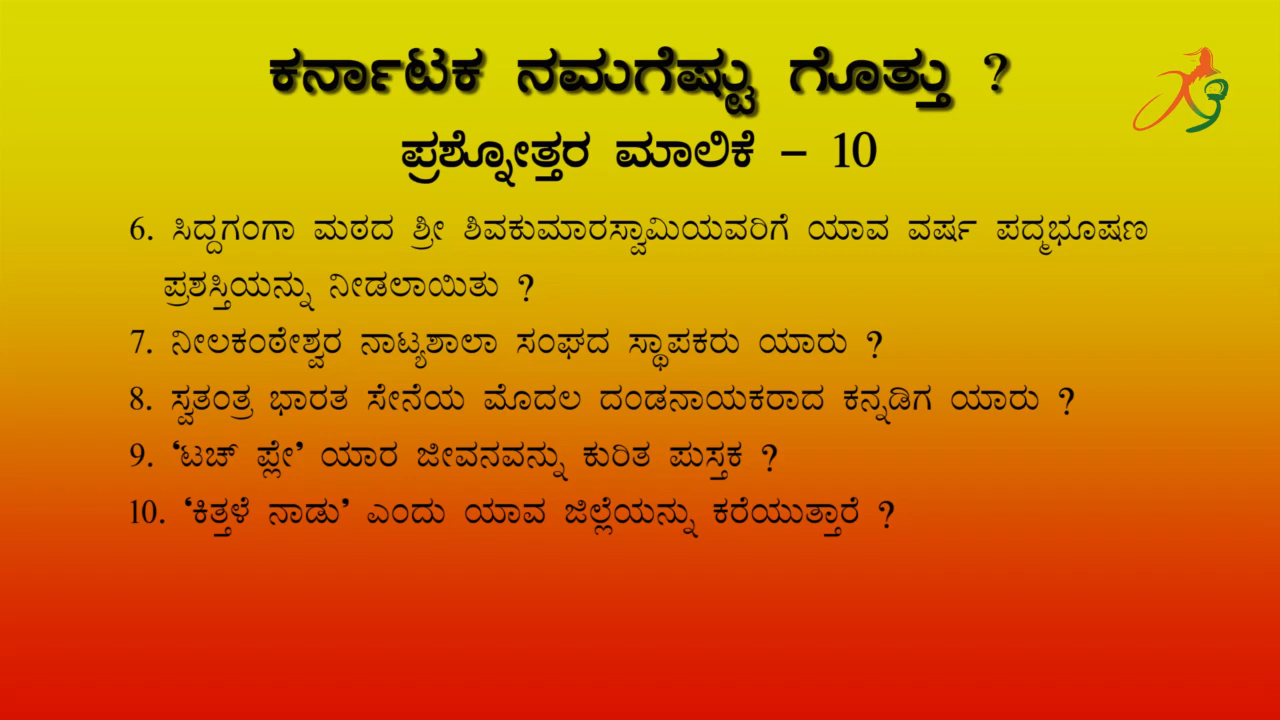 ಕರ್ನಾಟಕ ನಮಗೆಷ್ಟು ಗೊತ್ತು ?
ಪ್ರಶ್ನೋತ್ತರ ಮಾಲಿಕೆ – 10
6. ಸಿದ್ದಗಂಗಾ ಮಠದ ಶ್ರೀ ಶಿವಕುಮಾರಸ್ವಾಮಿಯವರಿಗೆ ಯಾವ ವರ್ಷ ಪದ್ಮಭೂಷಣ
ಪ್ರಶಸ್ತಿಯನ್ನು ನೀಡಲಾಯಿತು ?
7. ನೀಲಕಂಠೇಶ್ವರ ನಾಟ್ಯಶಾಲಾ ಸಂಘದ ಸ್ಥಾಪಕರು ಯಾರು ?
8. ಸ್ವತಂತ್ರ ಭಾರತ ಸೇನೆಯ ಮೊದಲ ದಂಡನಾಯಕರಾದ ಕನ್ನಡಿಗ ಯಾರು ?
9. ‘ಟಚ್ ಪ್ಲೇ’ ಯಾರ ಜೀವನವನ್ನು ಕುರಿತ ಪುಸ್ತಕ ?
10. ‘ಕಿತ್ತಳೆ ನಾಡು’ ಎಂದು ಯಾವ ಜಿಲ್ಲೆಯನ್ನು ಕರೆಯುತ್ತಾರೆ ?